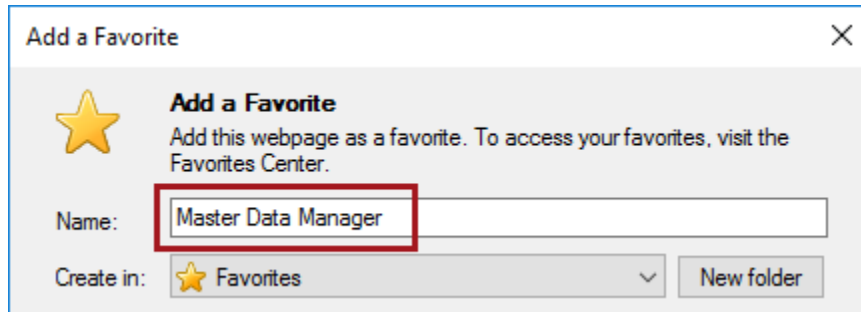 Add a Favorite
Add a Favorite
Add this webpage as a favorite. To access your favorites, visit the
Favorites Center.
Name: Master Data Manager
Create in: Favorites New folder